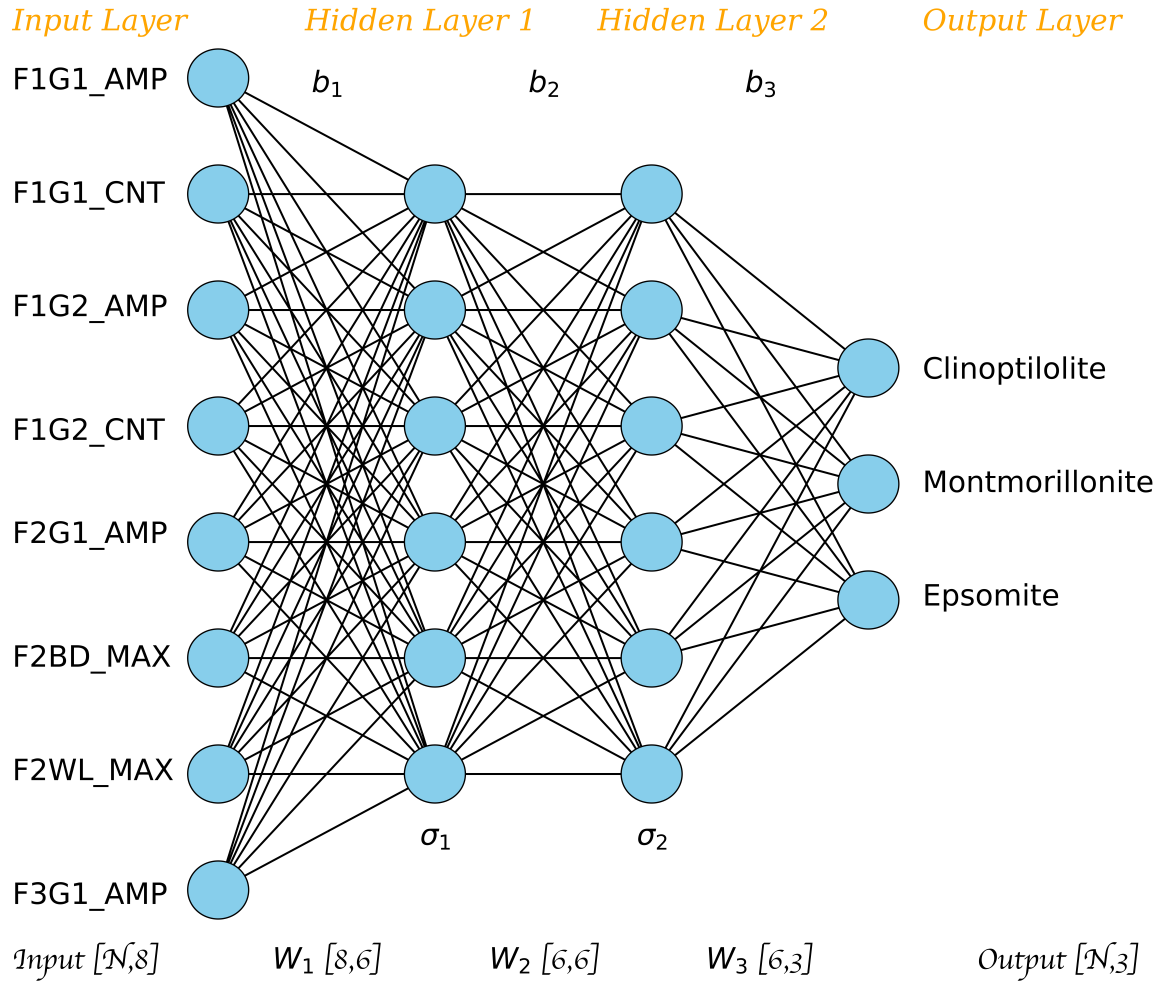 Input Layer Hidden Layer 1 Hidden Layer 2 Output Layer
F1G1_AMP b₁ b₂ b₃
F1G1_CNT
F1G2_AMP
Clinoptilolite
F1G2_CNT
Montmorillonite
F2G1_AMP
Epsomite
F2BD_MAX
F2WL_MAX
σ₁ σ₂
F3G1_AMP
Input [N,8] W₁ [8,6] W₂ [6,6] W₃ [6,3] Output [N,3]